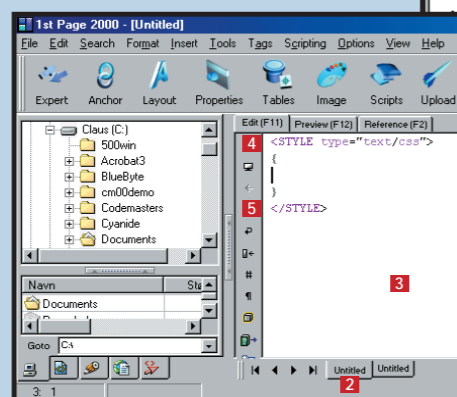 1st Page 2000 - [Untitled]
File Edit Search Format Insert Tools Tags Scripting Options View Help
Expert Anchor Layout Properties Tables Image Scripts Upload
Claus (C:)
500win
Acrobat3
BlueByte
cm00demo
Codemasters
Cyanide
Documents
Navn
Documents
Goto C:\
Edit (F11) Preview (F12) Reference (F2)
4 <STYLE type="text/css">
{
}
5 </STYLE>
3
Untitled Untitled
2
3: 1